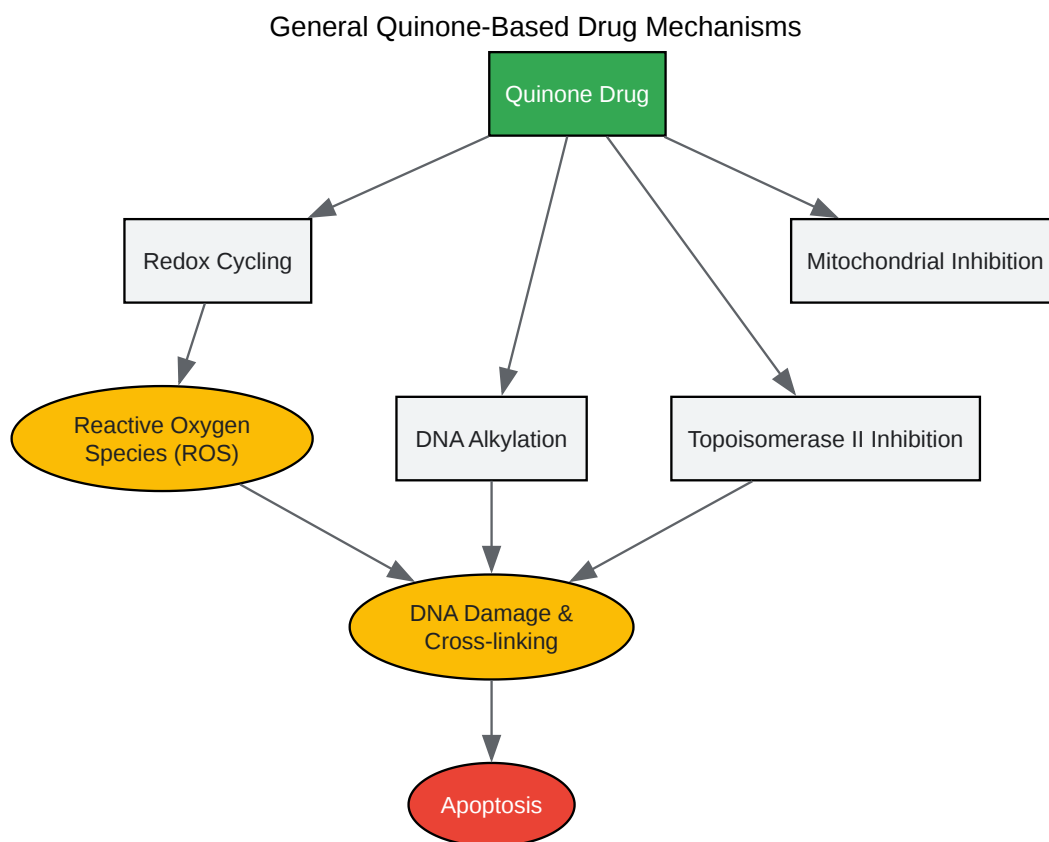 General Quinone-Based Drug Mechanisms
Quinone Drug
Redox Cycling
Mitochondrial Inhibition
Reactive Oxygen
Species (ROS)
DNA Alkylation
Topoisomerase II Inhibition
DNA Damage &
Cross-linking
Apoptosis